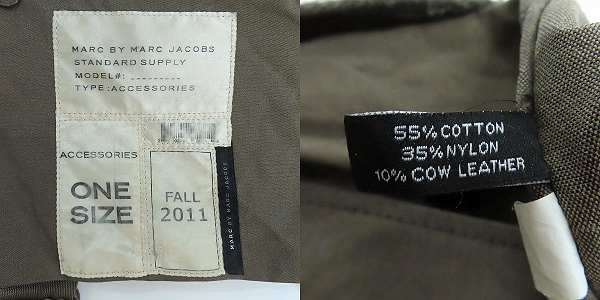 MARC BY MARC JACOBS
STANDARD SUPPLY
MODEL#: _________
TYPE:ACCESSORIES
ACCESSORIES
ONE
SIZE
FALL
2011
MARC BY MARC JACOBS
55% COTTON
35% NYLON
10% COW LEATHER